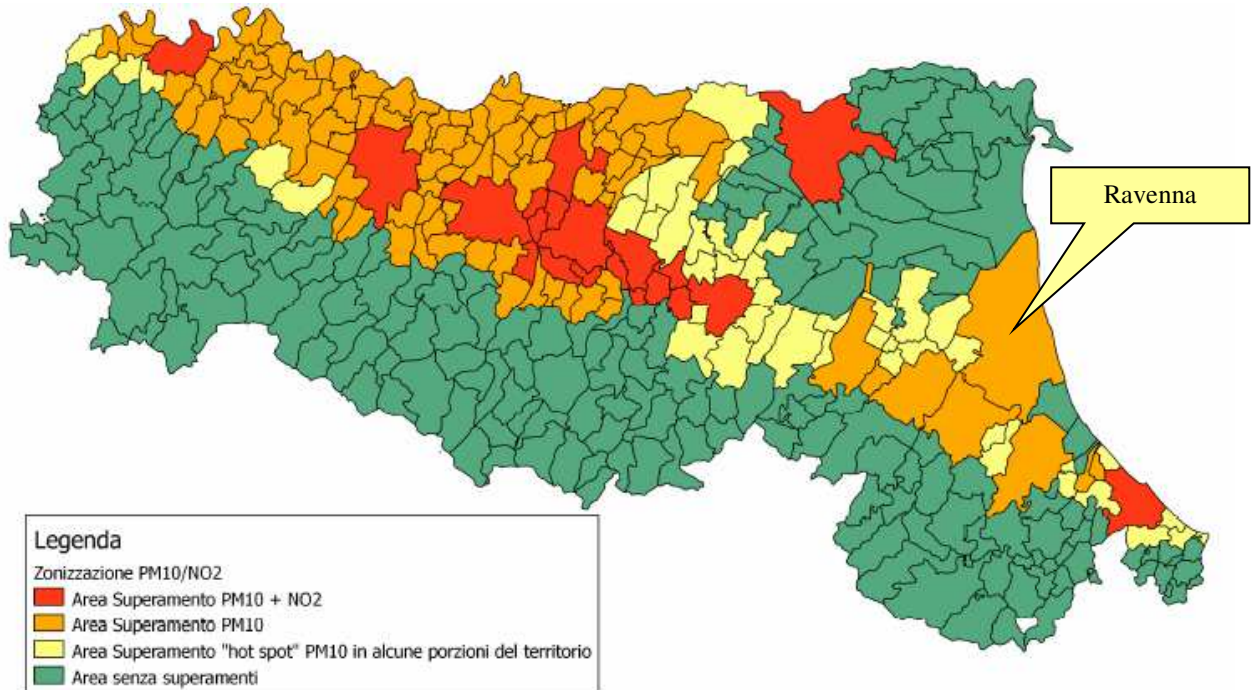 Ravenna
Legenda
Zonizzazione PM10/NO2
Area Superamento PM10 + NO2
Area Superamento PM10
Area Superamento "hot spot" PM10 in alcune porzioni del territorio
Area senza superamenti